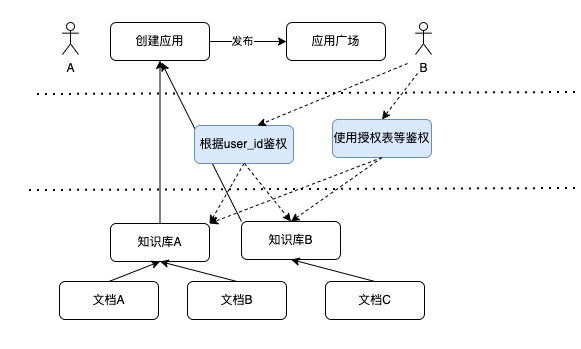 创建应用
发布
应用广场
A
B
根据user_id鉴权
使用授权表等鉴权
知识库A
知识库B
文档A
文档B
文档C